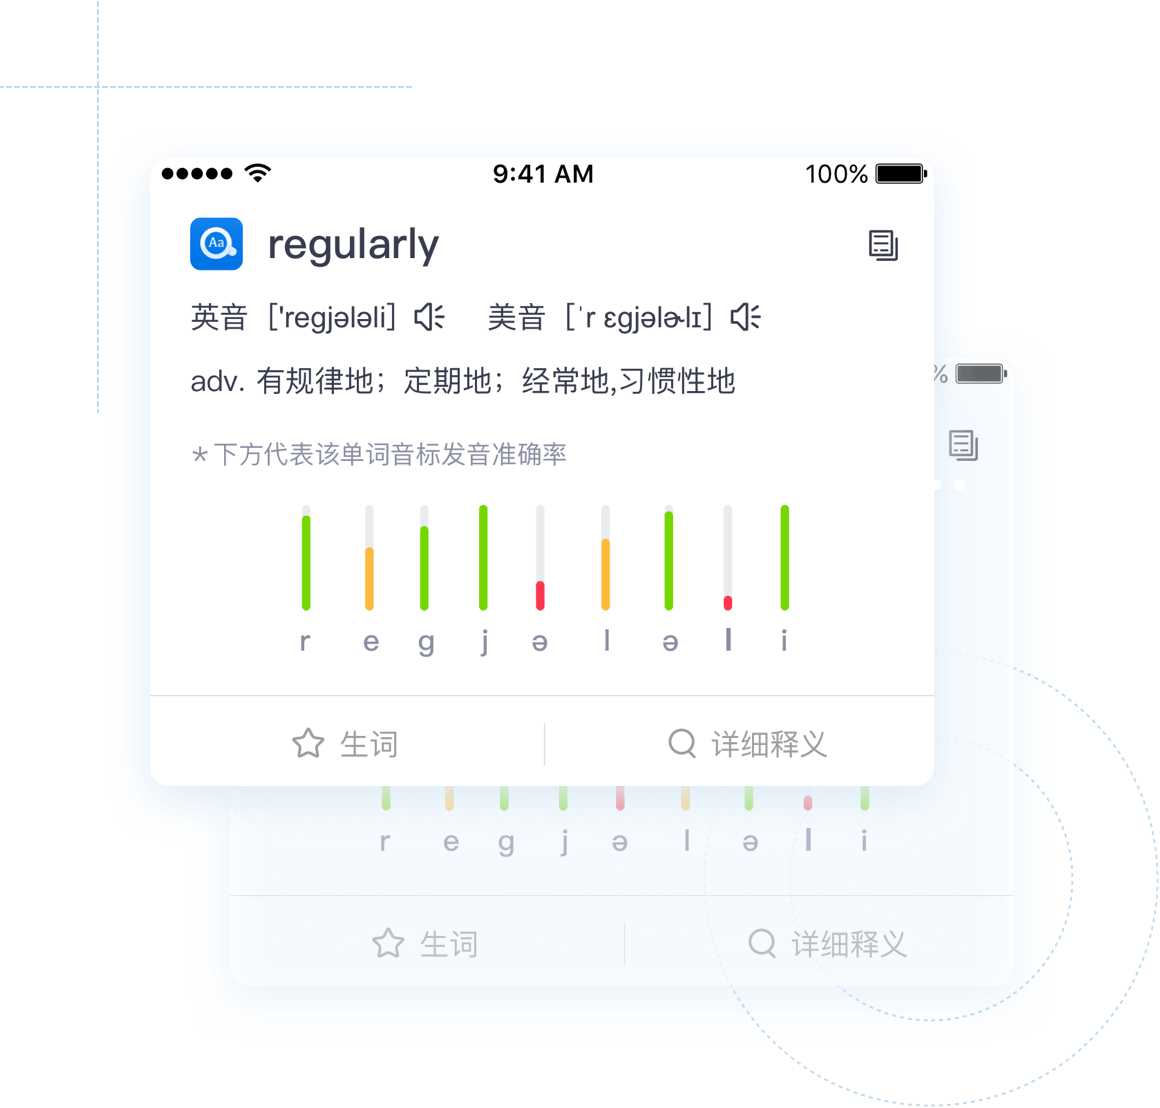 9:41 AM 100%
Aa regularly
英音 ['regjələli] 美音 [ˈr ɛgjəlɚlɪ]
adv. 有规律地；定期地；经常地,习惯性地
%
＊下方代表该单词音标发音准确率
r e g j ə l ə l i
生词 详细释义
r e g j ə l ə l i
生词 详细释义